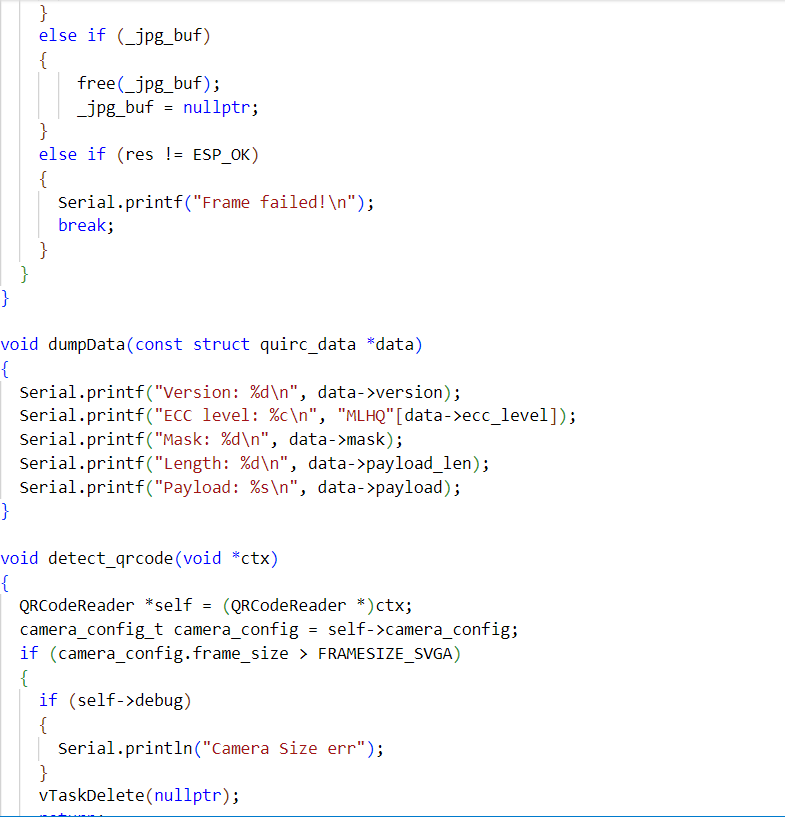 }
else if (_jpg_buf)
{
free(_jpg_buf);
_jpg_buf = nullptr;
}
else if (res != ESP_OK)
{
Serial.printf("Frame failed!\n");
break;
}
}
}
void dumpData(const struct quirc_data *data)
{
Serial.printf("Version: %d\n", data->version);
Serial.printf("ECC level: %c\n", "MLHQ"[data->ecc_level]);
Serial.printf("Mask: %d\n", data->mask);
Serial.printf("Length: %d\n", data->payload_len);
Serial.printf("Payload: %s\n", data->payload);
}
void detect_qrcode(void *ctx)
{
QRCodeReader *self = (QRCodeReader *)ctx;
camera_config_t camera_config = self->camera_config;
if (camera_config.frame_size > FRAMESIZE_SVGA)
{
if (self->debug)
{
Serial.println("Camera Size err");
}
vTaskDelete(nullptr);